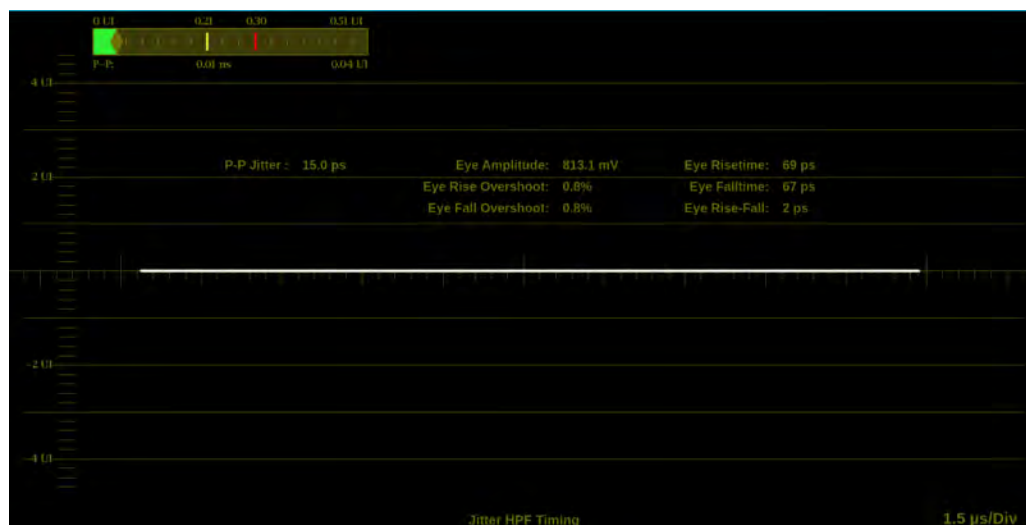 0 UI 0.21 0.30 0.51 UI
P-P: 0.01 ns 0.04 UI
4 UI
P-P Jitter : 15.0 ps Eye Amplitude: 813.1 mV Eye Risetime: 69 ps
2 UI
Eye Rise Overshoot: 0.8% Eye Falltime: 67 ps
Eye Fall Overshoot: 0.8% Eye Rise-Fall: 2 ps
-2 UI
-4 UI
Jitter HPF Timing 1.5 µs/Div